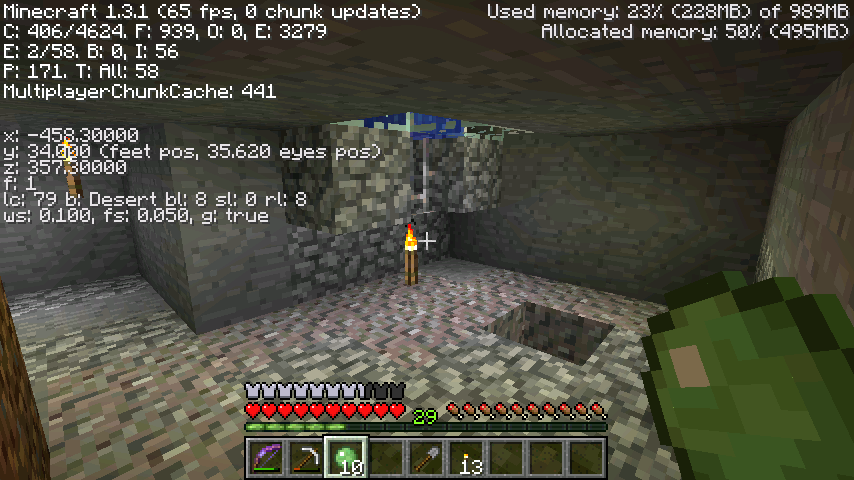 Minecraft 1.3.1 (65 fps, 0 chunk updates)
C: 406/4624. F: 939, O: 0, E: 3279
E: 2/58. B: 0, I: 56
P: 171. T: All: 58
MultiplayerChunkCache: 441
Used memory: 23% (228MB) of 989MB
Allocated memory: 50% (495MB)
x: -458.30000
y: 34.000 (feet pos, 35.620 eyes pos)
z: 357.30000
f: 1
lc: 79 b: Desert bl: 8 sl: 0 rl: 8
ws: 0.100, fs: 0.050, g: true
29
10
13